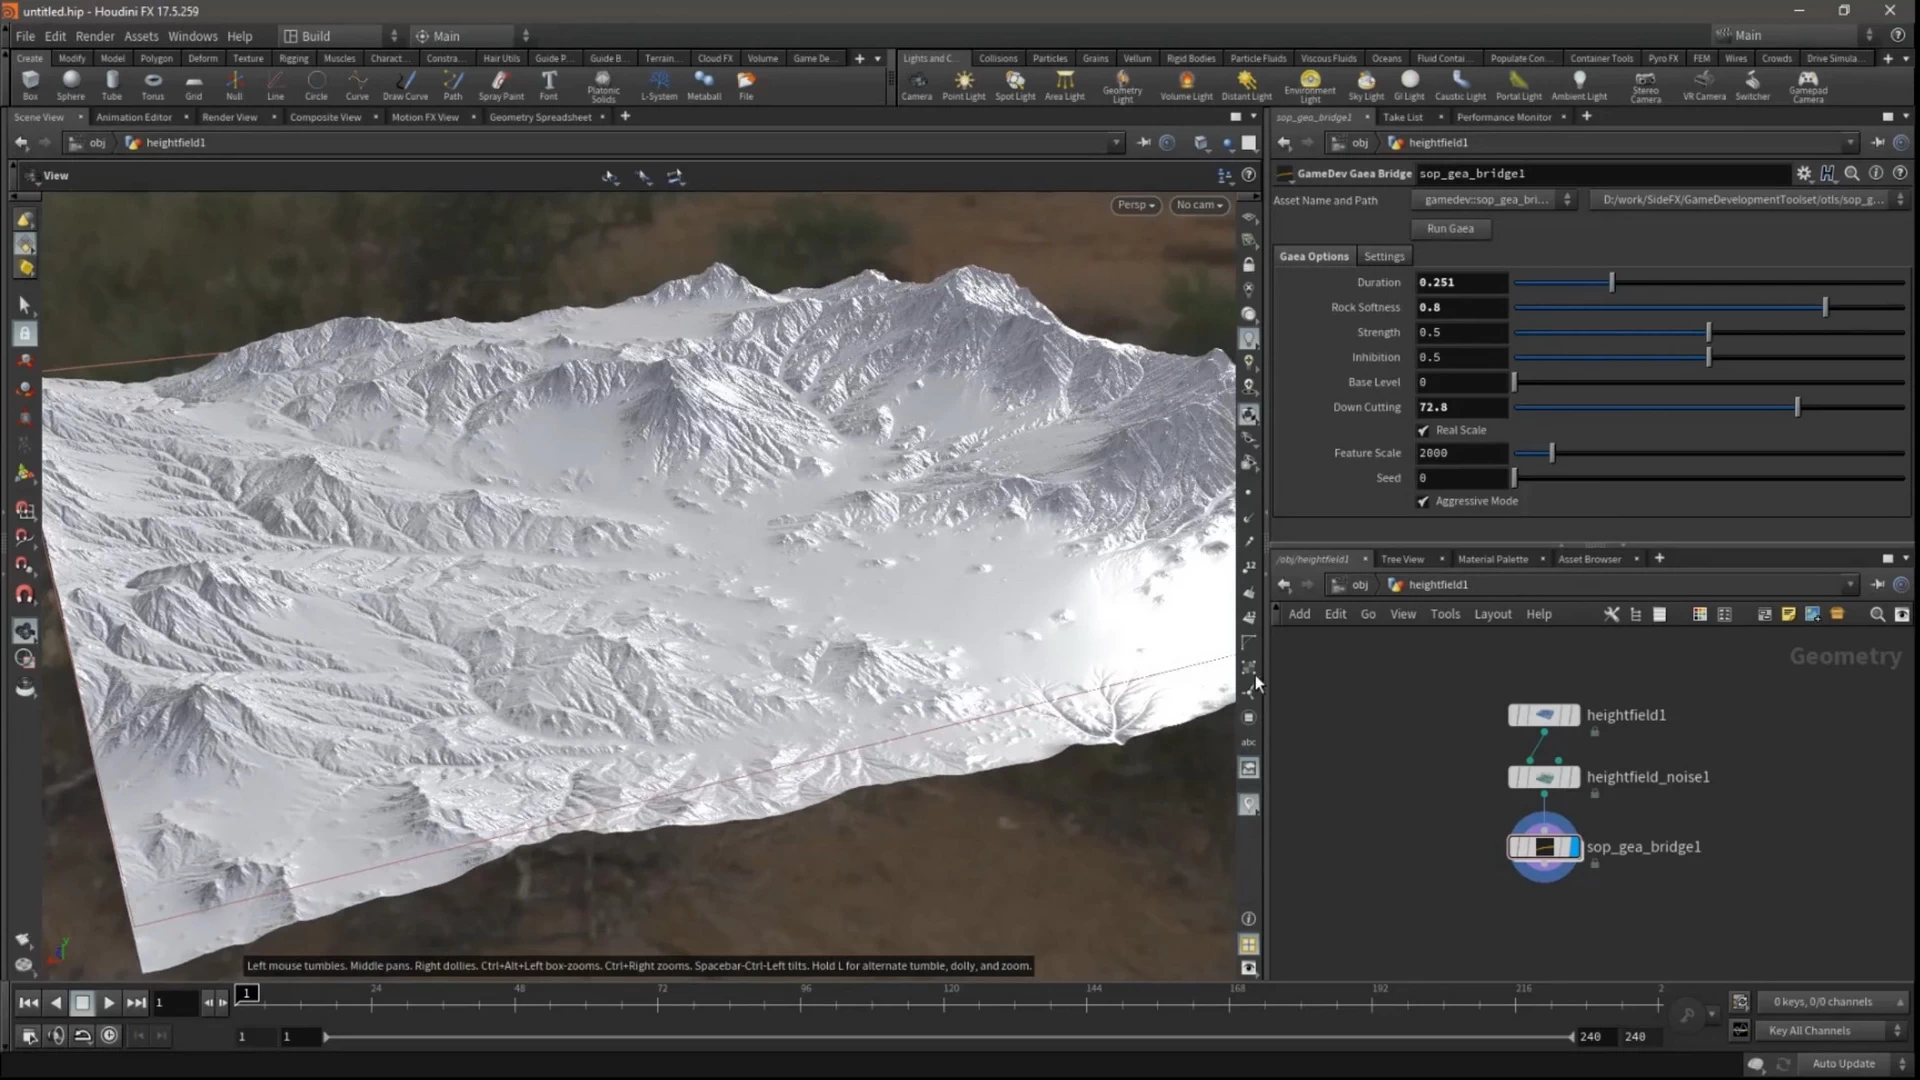 untitled.hip - Houdini FX 17.5.259
File Edit Render Assets Windows Help Build Main Main
Create Modify Model Polygon Deform Texture Rigging Muscles Charact... Constra... Hair Utils Guide P... Guide B... Terrain... Cloud FX Volume Game De...
Lights and C... Collisions Particles Grains Vellum Rigid Bodies Particle Fluids Viscous Fluids Oceans Fluid Contai... Populate Con... Container Tools Pyro FX FEM Wires Crowds Drive Simula...
Box Sphere Tube Torus Grid Null Line Circle Curve Draw Curve Path Spray Paint Font Platonic Solids L-System Metaball File
Camera Point Light Spot Light Area Light Geometry Light Volume Light Distant Light Environment Light Sky Light GI Light Caustic Light Portal Light Ambient Light Stereo Camera VR Camera Switcher Gamepad Camera
Scene View Animation Editor Render View Composite View Motion FX View Geometry Spreadsheet
obj heightfield1
View
Persp No cam
abc
Left mouse tumbles. Middle pans. Right dollies. Ctrl+Alt+Left box-zooms. Ctrl+Right zooms. Spacebar-Ctrl-Left tilts. Hold L for alternate tumble, dolly, and zoom.
sop_gea_bridge1 Take List Performance Monitor
obj heightfield1
GameDev Gaea Bridge sop_gea_bridge1
Asset Name and Path gamedev::sop_gea_bri... D:/work/SideFX/GameDevelopmentToolset/otls/sop_g...
Run Gaea
Gaea Options Settings
Duration 0.251
Rock Softness 0.8
Strength 0.5
Inhibition 0.5
Base Level 0
Down Cutting 72.8
Real Scale
Feature Scale 2000
Seed 0
Aggressive Mode
/obj/heightfield1 Tree View Material Palette Asset Browser
obj heightfield1
Add Edit Go View Tools Layout Help
Geometry
heightfield1
heightfield_noise1
sop_gea_bridge1
1 1 24 48 72 96 120 144 168 192 216 2
0 keys, 0/0 channels
1 1 240 240
Key All Channels
Auto Update